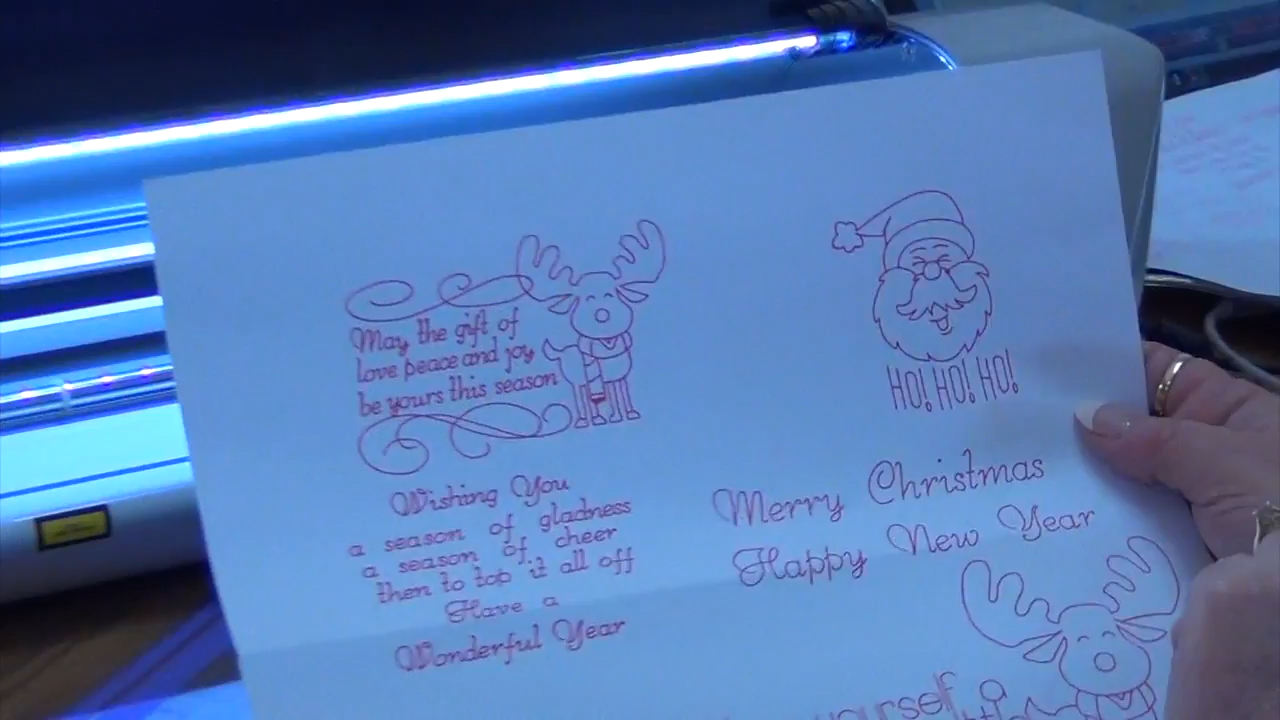 May the gift of
love peace and joy
be yours this season
HO! HO! HO!
Wishing You
a season of gladness
a season of cheer
then to top it all off
Have a
Wonderful Year
Merry Christmas
Happy New Year
yourself a